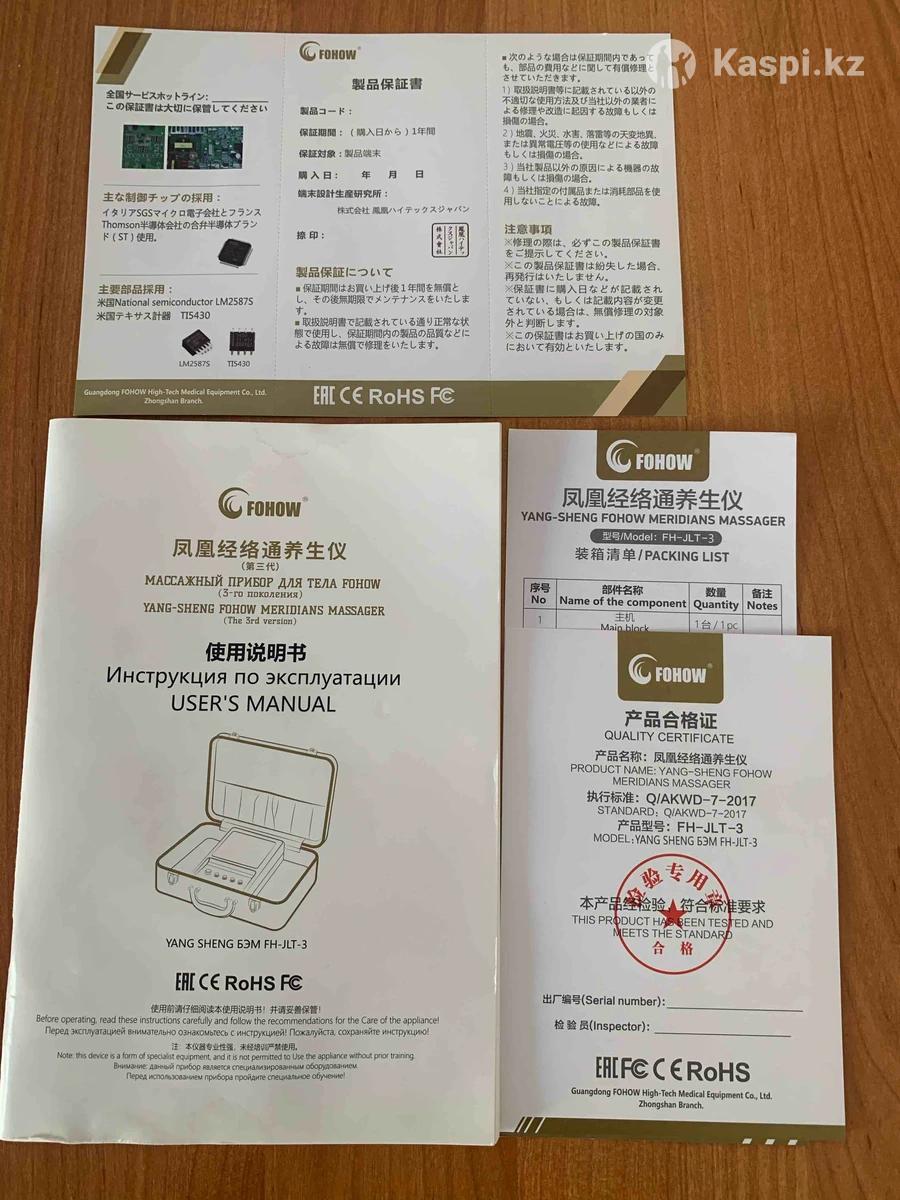 Kaspi.kz
全国サービスホットライン:
この保証書は大切に保管してください
主な制御チップの採用:
イタリアSGSマイクロ電子会社とフランス
Thomson半導体会社の合弁半導体ブラン
ド(ST)使用。
主要部品採用:
米国National semiconductor LM2587S
米国テキサス計器 TI5430
LM2587S TI5430
Guangdong FOHOW High-Tech Medical Equipment Co., Ltd.
Zhongshan Branch.
FOHOW®
製品保証書
製品コード:
保証期間:(購入日から)1年間
保証対象:製品端末
購入日: 年 月 日
端末設計生産研究所:
株式会社 鳳凰ハイテックスジャパン
捺印:
鳳凰ハイテッ
クスジャパン
株式會社
製品保証について
■保証期間はお買い上げ後1年間を無償と
し、その後無期限でメンテナンスをいたしま
す。
■取扱説明書で記載されている通り正常な状
態で使用し、保証期間内の製品の品質などに
よる故障は無償で修理をいたします。
EAC CE RoHS FC
■次のような場合は保証期間内であって
も、部品の費用などに関して有償修理と
させていただきます。
1)取扱説明書等に記載されている以外の
不適切な使用方法及び当社以外の業者に
よる修理や改造に起因する故障もしくは
損傷の場合。
2)地震、火災、水害、落雷等の天変地異、
または異常電圧等の使用などによる故障
もしくは損傷の場合。
3)当社製品以外の原因による機器の故
障もしくは損傷の場合。
4)当社指定の付属品または消耗部品を使
用しないことによる故障。
注意事項
※修理の際は、必ずこの製品保証書
をご提示してください。
※この製品保証書は紛失した場合、
再発行はいたしません。
※保証書に購入日などが記載され
ていない、もしくは記載内容が変更
されている場合は、無償修理の対象
外と判断します。
※この保証書はお買い上げの国のみ
において有効といたします。
FOHOW®
凤凰经络通养生仪
(第三代)
МАССАЖНЫЙ ПРИБОР ДЛЯ ТЕЛА FOHOW
(3-го поколения)
YANG-SHENG FOHOW MERIDIANS MASSAGER
(The 3rd version)
使用说明书
Инструкция по эксплуатации
USER'S MANUAL
YANG SHENG БЭМ FH-JLT-3
EAC CE RoHS FC
使用前请仔细阅读本使用说明书!并请妥善保管!
Before operating, read these instructions carefully and follow the recommendations for the Care of the appliance!
Перед эксплуатацией внимательно ознакомьтесь с инструкцией! Пожалуйста, сохраняйте инструкцию!
注:本仪器专业性强,未经培训严禁使用。
Note: this device is a form of specialist equipment, and it is not permitted to Use the appliance without prior training.
Внимание: данный прибор является специализированным оборудованием.
Перед использованием прибора пройдите специальное обучение!
FOHOW®
凤凰经络通养生仪
YANG-SHENG FOHOW MERIDIANS MASSAGER
型号/Model: FH-JLT-3
装箱清单/PACKING LIST
序号 部件名称 数量 备注
No Name of the component Quantity Notes
1 主机 1台/1pc
Main block
FOHOW®
产品合格证
QUALITY CERTIFICATE
产品名称:凤凰经络通养生仪
PRODUCT NAME: YANG-SHENG FOHOW
MERIDIANS MASSAGER
执行标准:Q/AKWD-7-2017
STANDARD: Q/AKWD-7-2017
产品型号:FH-JLT-3
MODEL: YANG SHENG БЭМ FH-JLT-3
检验专用章
本产品经检验,符合标准要求
THIS PRODUCT HAS BEEN TESTED AND
MEETS THE STANDARD
合格
出厂编号(Serial number):
检验员(Inspector):
EAC FC CE RoHS
Guangdong FOHOW High-Tech Medical Equipment Co., Ltd.
Zhongshan Branch.